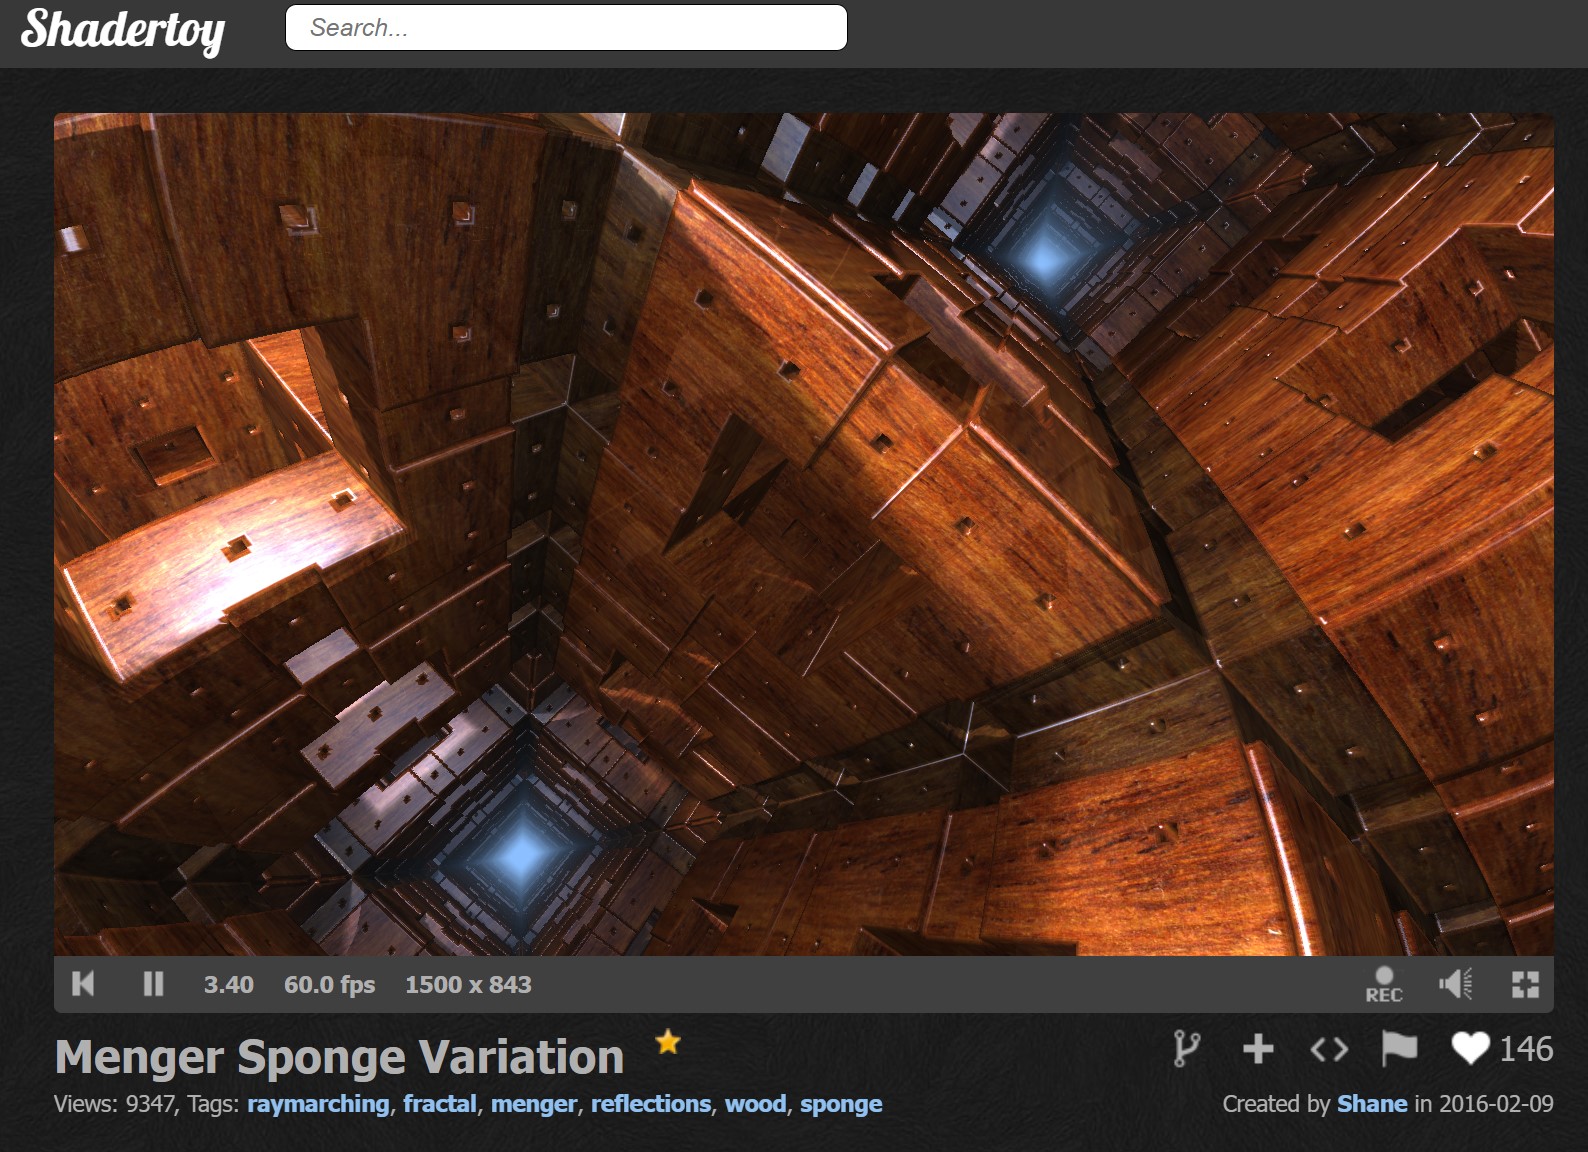 Shadertoy
Search...
3.40 60.0 fps 1500 x 843
REC
Menger Sponge Variation
146
Views: 9347, Tags: raymarching, fractal, menger, reflections, wood, sponge
Created by Shane in 2016-02-09